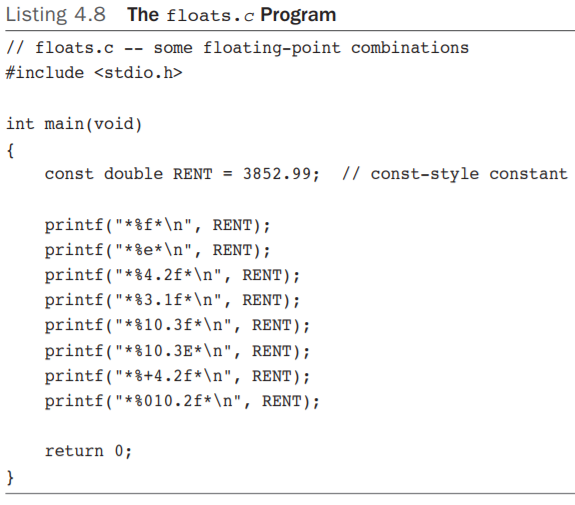 Listing 4.8 The floats.c Program
// floats.c -- some floating-point combinations
#include <stdio.h>

int main(void)
{
    const double RENT = 3852.99;  // const-style constant

    printf("*%f*\n", RENT);
    printf("*%e*\n", RENT);
    printf("*%4.2f*\n", RENT);
    printf("*%3.1f*\n", RENT);
    printf("*%10.3f*\n", RENT);
    printf("*%10.3E*\n", RENT);
    printf("*%+4.2f*\n", RENT);
    printf("*%010.2f*\n", RENT);

    return 0;
}